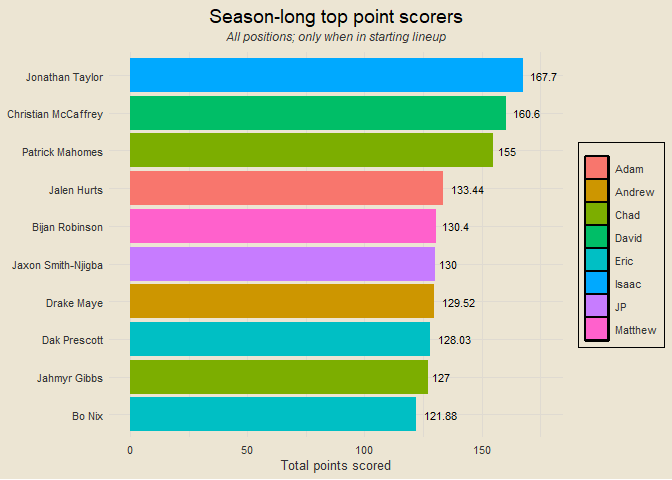 Season-long top point scorers
All positions; only when in starting lineup
Jonathan Taylor 167.7
Christian McCaffrey 160.6
Patrick Mahomes 155
Jalen Hurts 133.44
Bijan Robinson 130.4
Jaxon Smith-Njigba 130
Drake Maye 129.52
Dak Prescott 128.03
Jahmyr Gibbs 127
Bo Nix 121.88
0 50 100 150
Total points scored
Adam
Andrew
Chad
David
Eric
Isaac
JP
Matthew